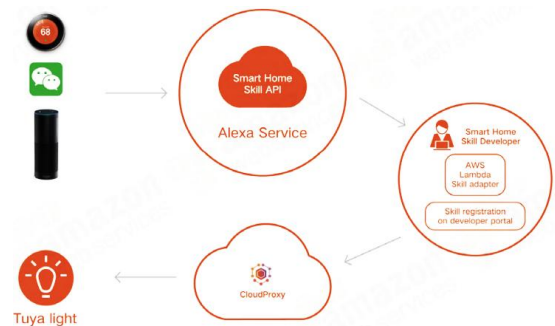 68
Smart Home
Skill API
Alexa Service
Smart Home
Skill Developer
AWS
Lambda
Skill adapter
Skill registration
on developer portal
CloudProxy
Tuya light